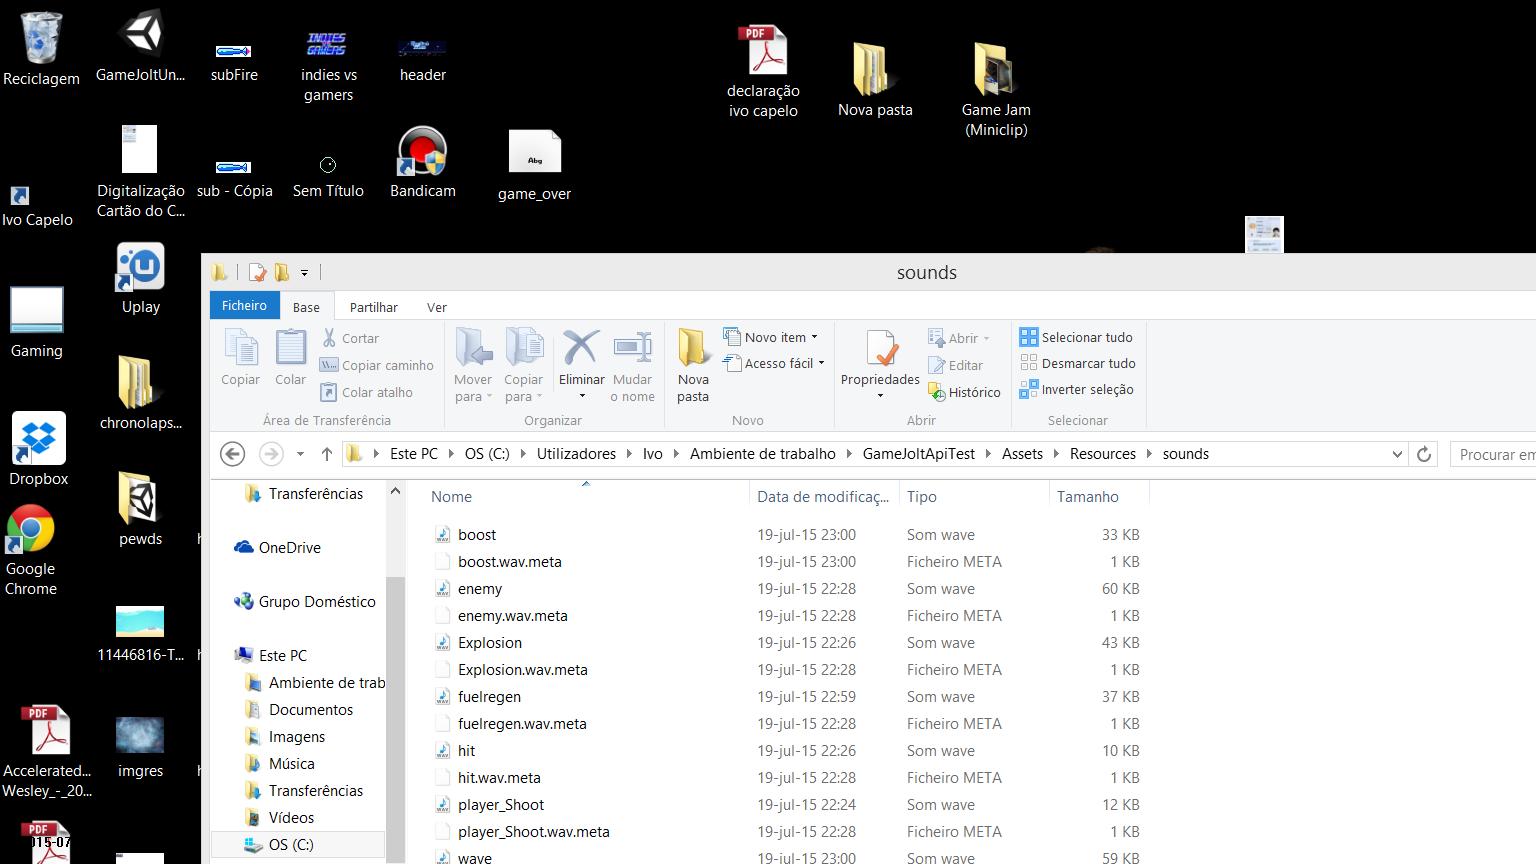 Reciclagem
GameJoltUn...
subFire
indies vs
gamers
header
declaração
ivo capelo
Nova pasta
Game Jam
(Miniclip)
Ivo Capelo
Digitalização
Cartão do C...
sub - Cópia
Sem Título
Bandicam
Abg
game_over
Uplay
Gaming
chronolaps...
Dropbox
pewds
Google
Chrome
11446816-T...
Accelerated...
Wesley_-_20...
imgres
PDF
PDF
PDF
INDIES
GAMERS
015-07
sounds
Ficheiro
Base
Partilhar
Ver
Copiar
Colar
Cortar
Copiar caminho
Colar atalho
Área de Transferência
Mover
para
Copiar
para
Eliminar
Mudar
o nome
Organizar
Nova
pasta
Novo item
Acesso fácil
Novo
Propriedades
Abrir
Editar
Histórico
Abrir
Selecionar tudo
Desmarcar tudo
Inverter seleção
Selecionar
Este PC
OS (C:)
Utilizadores
Ivo
Ambiente de trabalho
GameJoltApiTest
Assets
Resources
sounds
Procurar em
Transferências
OneDrive
Grupo Doméstico
Este PC
Ambiente de trab
Documentos
Imagens
Música
Transferências
Vídeos
OS (C:)
Nome Data de modificaç... Tipo Tamanho
boost 19-jul-15 23:00 Som wave 33 KB
boost.wav.meta 19-jul-15 23:00 Ficheiro META 1 KB
enemy 19-jul-15 22:28 Som wave 60 KB
enemy.wav.meta 19-jul-15 22:28 Ficheiro META 1 KB
Explosion 19-jul-15 22:26 Som wave 43 KB
Explosion.wav.meta 19-jul-15 22:28 Ficheiro META 1 KB
fuelregen 19-jul-15 22:59 Som wave 37 KB
fuelregen.wav.meta 19-jul-15 22:28 Ficheiro META 1 KB
hit 19-jul-15 22:26 Som wave 10 KB
hit.wav.meta 19-jul-15 22:28 Ficheiro META 1 KB
player_Shoot 19-jul-15 22:24 Som wave 12 KB
player_Shoot.wav.meta 19-jul-15 22:28 Ficheiro META 1 KB
wave 19-jul-15 23:00 Som wave 59 KB